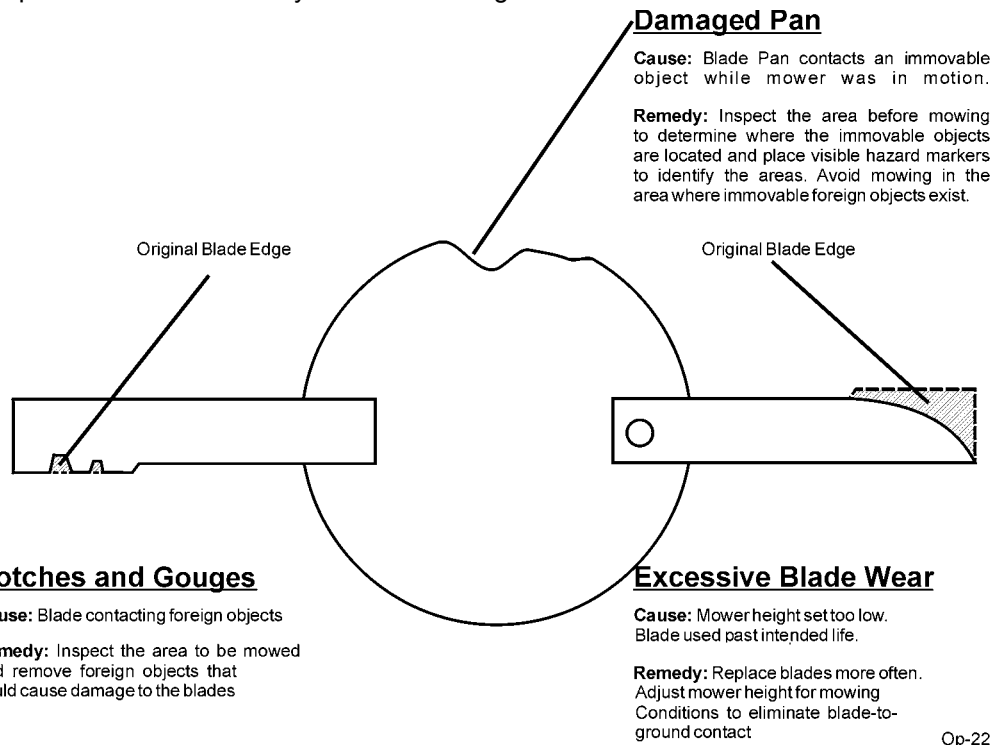 Damaged Pan
Cause: Blade Pan contacts an immovable
object while mower was in motion.
Remedy: Inspect the area before mowing
to determine where the immovable objects
are located and place visible hazard markers
to identify the areas. Avoid mowing in the
area where immovable foreign objects exist.
Original Blade Edge
Original Blade Edge
otches and Gouges
use: Blade contacting foreign objects
medy: Inspect the area to be mowed
d remove foreign objects that
uld cause damage to the blades
Excessive Blade Wear
Cause: Mower height set too low.
Blade used past intended life.
Remedy: Replace blades more often.
Adjust mower height for mowing
Conditions to eliminate blade-to-
ground contact
Op-22